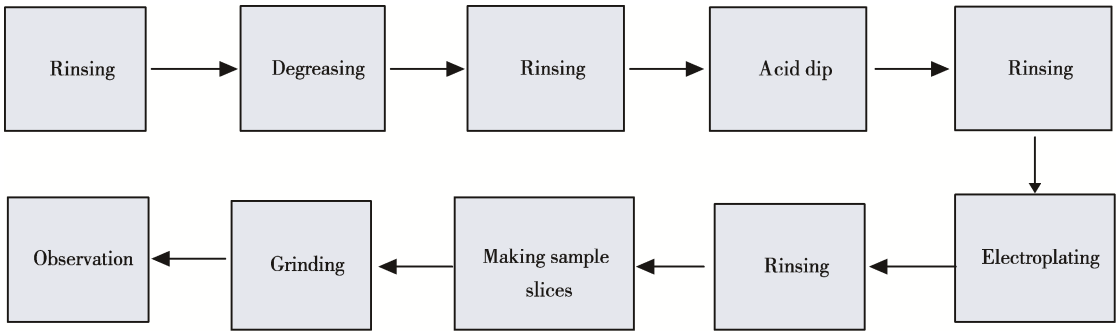 Rinsing
Degreasing
Rinsing
Acid dip
Rinsing
Electroplating
Rinsing
Making sample
slices
Grinding
Observation